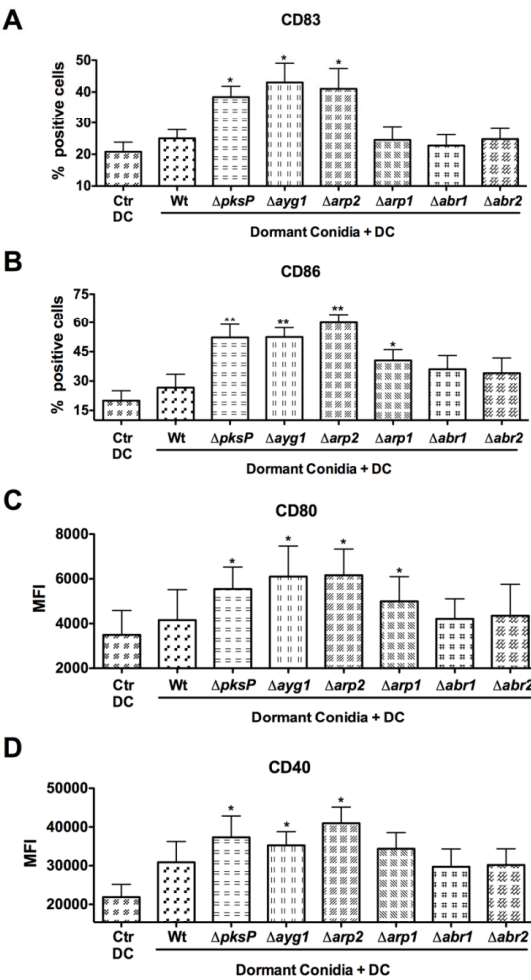 A
CD83
% positive cells
50
40
30
20
10
*
*
*
Ctr DC
Wt
ΔpksP
Δayg1
Δarp2
Δarp1
Δabr1
Δabr2
Dormant Conidia + DC
B
CD86
% positive cells
75
60
45
30
15
**
**
**
*
Ctr DC
Wt
ΔpksP
Δayg1
Δarp2
Δarp1
Δabr1
Δabr2
Dormant Conidia + DC
C
CD80
MFI
8000
6000
4000
2000
*
*
*
*
Ctr DC
Wt
ΔpksP
Δayg1
Δarp2
Δarp1
Δabr1
Δabr2
Dormant Conidia + DC
D
CD40
MFI
50000
40000
30000
20000
*
*
*
Ctr DC
Wt
ΔpksP
Δayg1
Δarp2
Δarp1
Δabr1
Δabr2
Dormant Conidia + DC